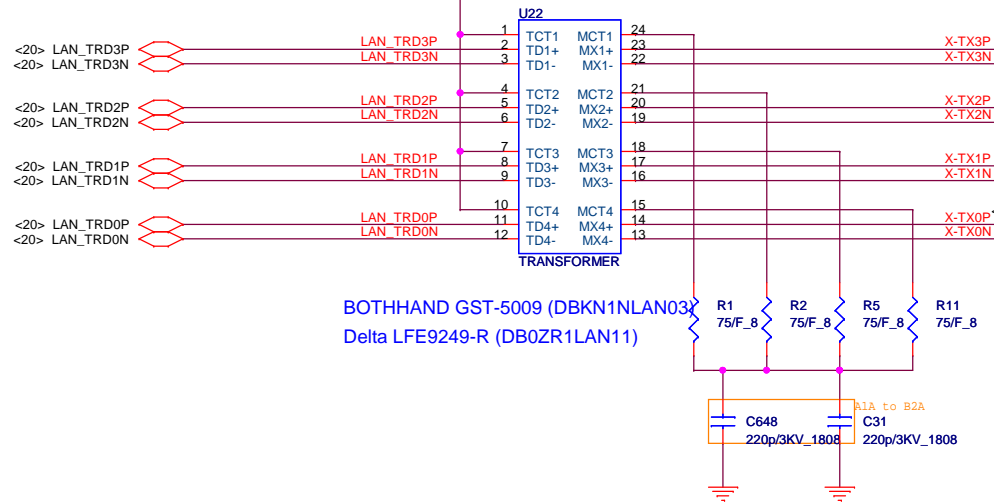 U22
1 TCT1 MCT1 24
<20> LAN_TRD3P LAN_TRD3P 2 TD1+ MX1+ 23 X-TX3P
<20> LAN_TRD3N LAN_TRD3N 3 TD1- MX1- 22 X-TX3N
4 TCT2 MCT2 21
<20> LAN_TRD2P LAN_TRD2P 5 TD2+ MX2+ 20 X-TX2P
<20> LAN_TRD2N LAN_TRD2N 6 TD2- MX2- 19 X-TX2N
7 TCT3 MCT3 18
<20> LAN_TRD1P LAN_TRD1P 8 TD3+ MX3+ 17 X-TX1P
<20> LAN_TRD1N LAN_TRD1N 9 TD3- MX3- 16 X-TX1N
10 TCT4 MCT4 15
<20> LAN_TRD0P LAN_TRD0P 11 TD4+ MX4+ 14 X-TX0P
<20> LAN_TRD0N LAN_TRD0N 12 TD4- MX4- 13 X-TX0N
TRANSFORMER
BOTHHAND GST-5009 (DBKN1NLAN03)
Delta LFE9249-R (DB0ZR1LAN11)
R1 R2 R5 R11
75/F_8 75/F_8 75/F_8 75/F_8
A1A to B2A
C648 C31
220p/3KV_1808 220p/3KV_1808